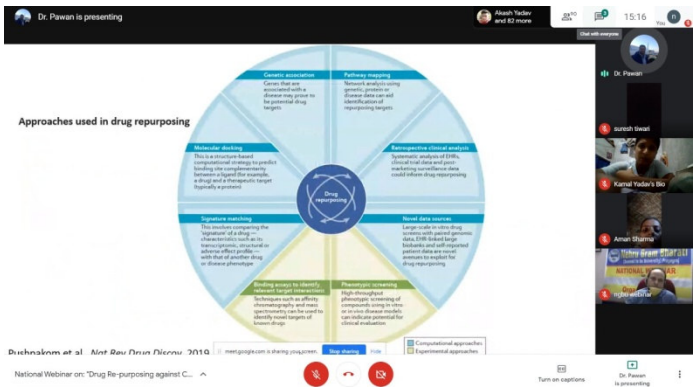 Dr. Pawan is presenting
Akash Yadav
and 82 more
15:16
You
n
Chat with everyone
Dr. Pawan
suresh tiwari
Kamal Yadav's Bio
Aman Sharma
NATIONAL WEBINAR
Approaches used in drug repurposing
Genetic association
Genes that are
associated with a
disease may prove to
be potential drug
targets
Pathway mapping
Network analysis using
genetic, protein or
disease data can aid
identification of
repurposing targets
Molecular docking
This is a structure-based
computational strategy to predict
binding site complementarity
between a ligand (for example,
a drug) and a therapeutic target
(typically a protein)
Retrospective clinical analysis
Systematic analysis of EHRs,
clinical trial data and post-
marketing surveillance data
could inform drug repurposing
Drug
repurposing
Signature matching
This involves comparing the
'signature' of a drug —
characteristics such as its
transcriptomic, structural or
adverse effect profile —
with that of another drug
or disease phenotype
Novel data sources
Large-scale in vitro drug
screens with paired genomic
data, EHR-linked large
biobanks and self-reported
patient data are novel
avenues to exploit for
drug repurposing
Binding assays to identify
relevant target interactions
Techniques such as affinity
chromatography and mass
spectrometry can be used to
identify novel targets of
known drugs
Phenotypic screening
High-throughput
phenotypic screening of
compounds using in vitro
or in vivo disease models
can indicate potential for
clinical evaluation
Computational approaches
Experimental approaches
Pushpakom et al., Nat Rev Drug Discov, 2019
meet.google.com is sharing your screen.
Stop sharing
Hide
National Webinar on: "Drug Re-purposing against C...
Turn on captions
Dr. Pawan
is presenting